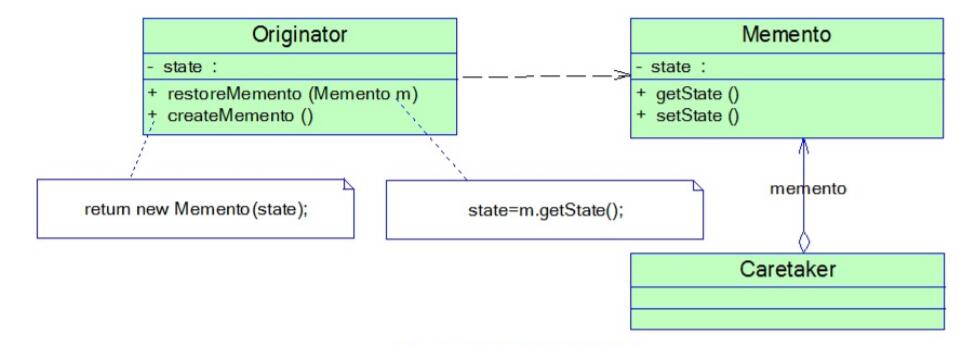 Originator
- state :
+ restoreMemento (Memento m)
+ createMemento ()
Memento
- state :
+ getState ()
+ setState ()
return new Memento(state);
state=m.getState();
memento
Caretaker